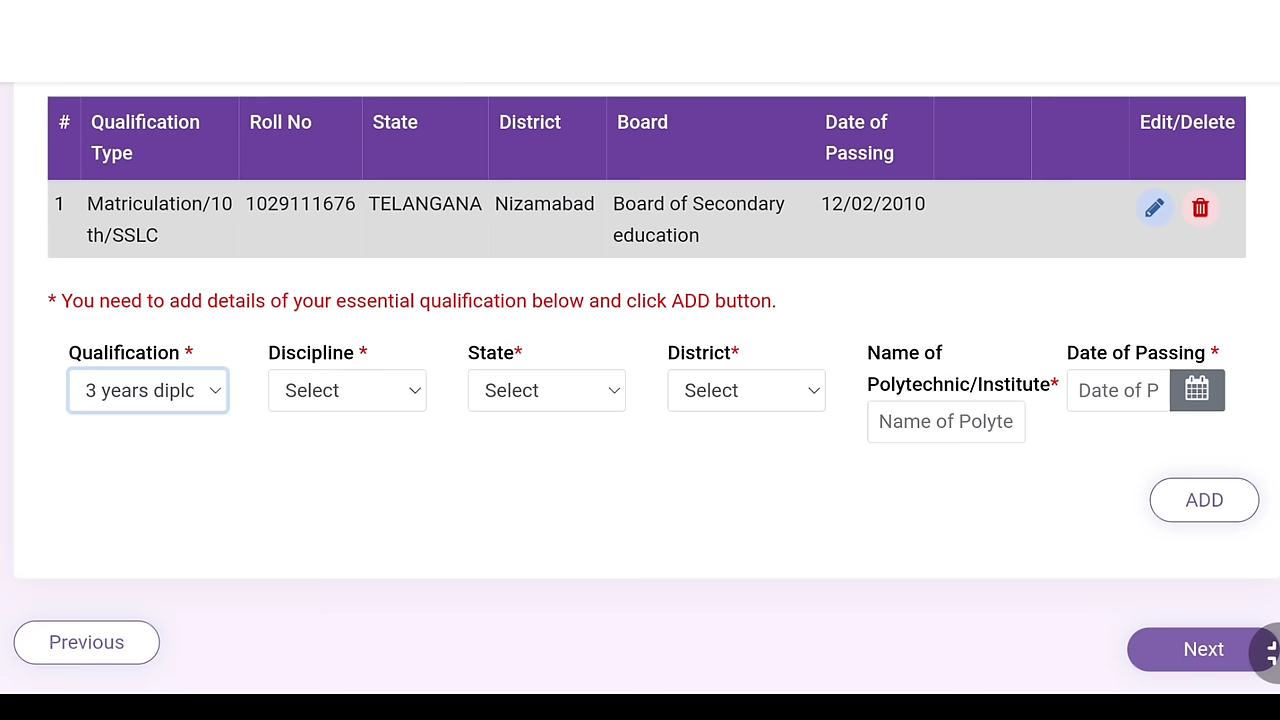 # Qualification Type Roll No State District Board Date of Passing Edit/Delete
1 Matriculation/10 1029111676 TELANGANA Nizamabad Board of Secondary 12/02/2010
th/SSLC education
* You need to add details of your essential qualification below and click ADD button.
Qualification * Discipline * State* District* Name of Polytechnic/Institute* Date of Passing *
3 years diplc Select Select Select Name of Polyte Date of P
ADD
Previous Next